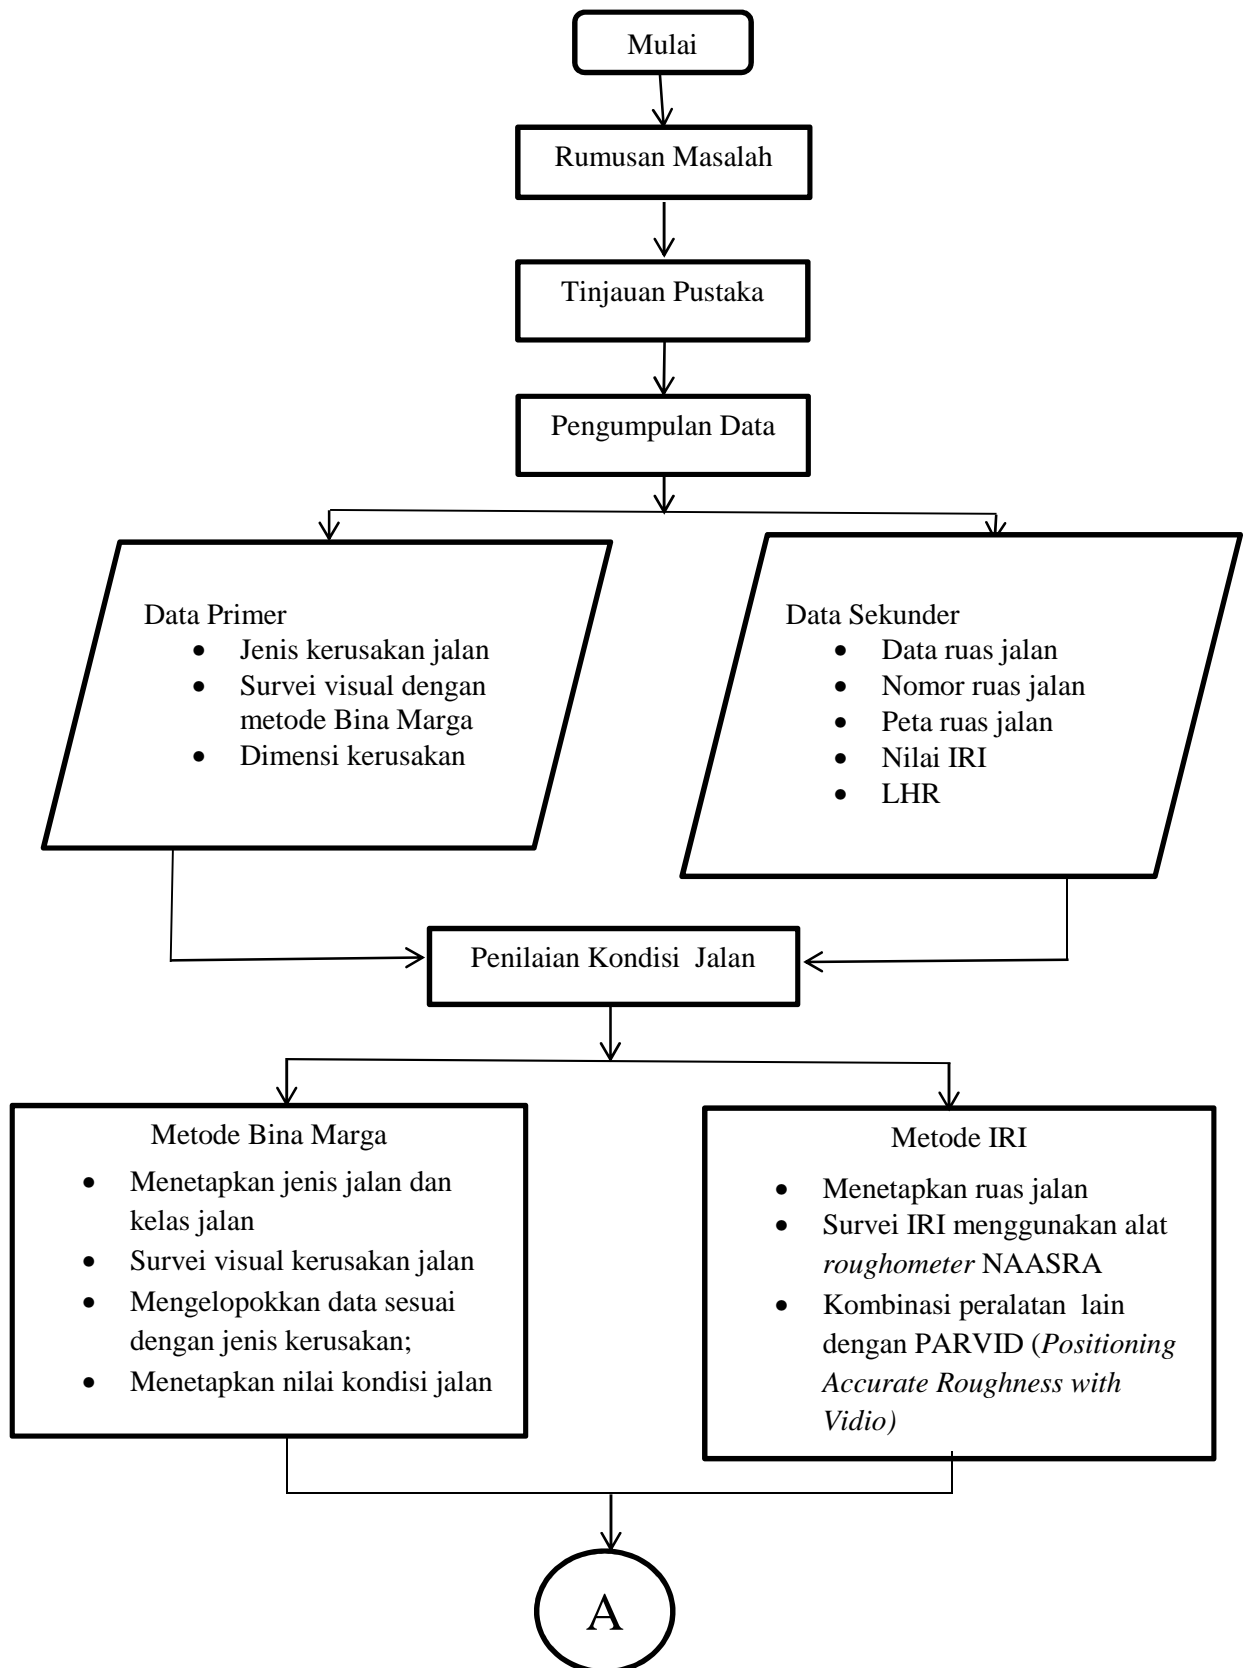 Mulai
Rumusan Masalah
Tinjauan Pustaka
Pengumpulan Data
Data Primer
• Jenis kerusakan jalan
• Survei visual dengan
metode Bina Marga
• Dimensi kerusakan
Data Sekunder
• Data ruas jalan
• Nomor ruas jalan
• Peta ruas jalan
• Nilai IRI
• LHR
Penilaian Kondisi Jalan
Metode Bina Marga
• Menetapkan jenis jalan dan
kelas jalan
• Survei visual kerusakan jalan
• Mengelopokkan data sesuai
dengan jenis kerusakan;
• Menetapkan nilai kondisi jalan
Metode IRI
• Menetapkan ruas jalan
• Survei IRI menggunakan alat
roughometer NAASRA
• Kombinasi peralatan lain
dengan PARVID (Positioning
Accurate Roughness with
Vidio)
A